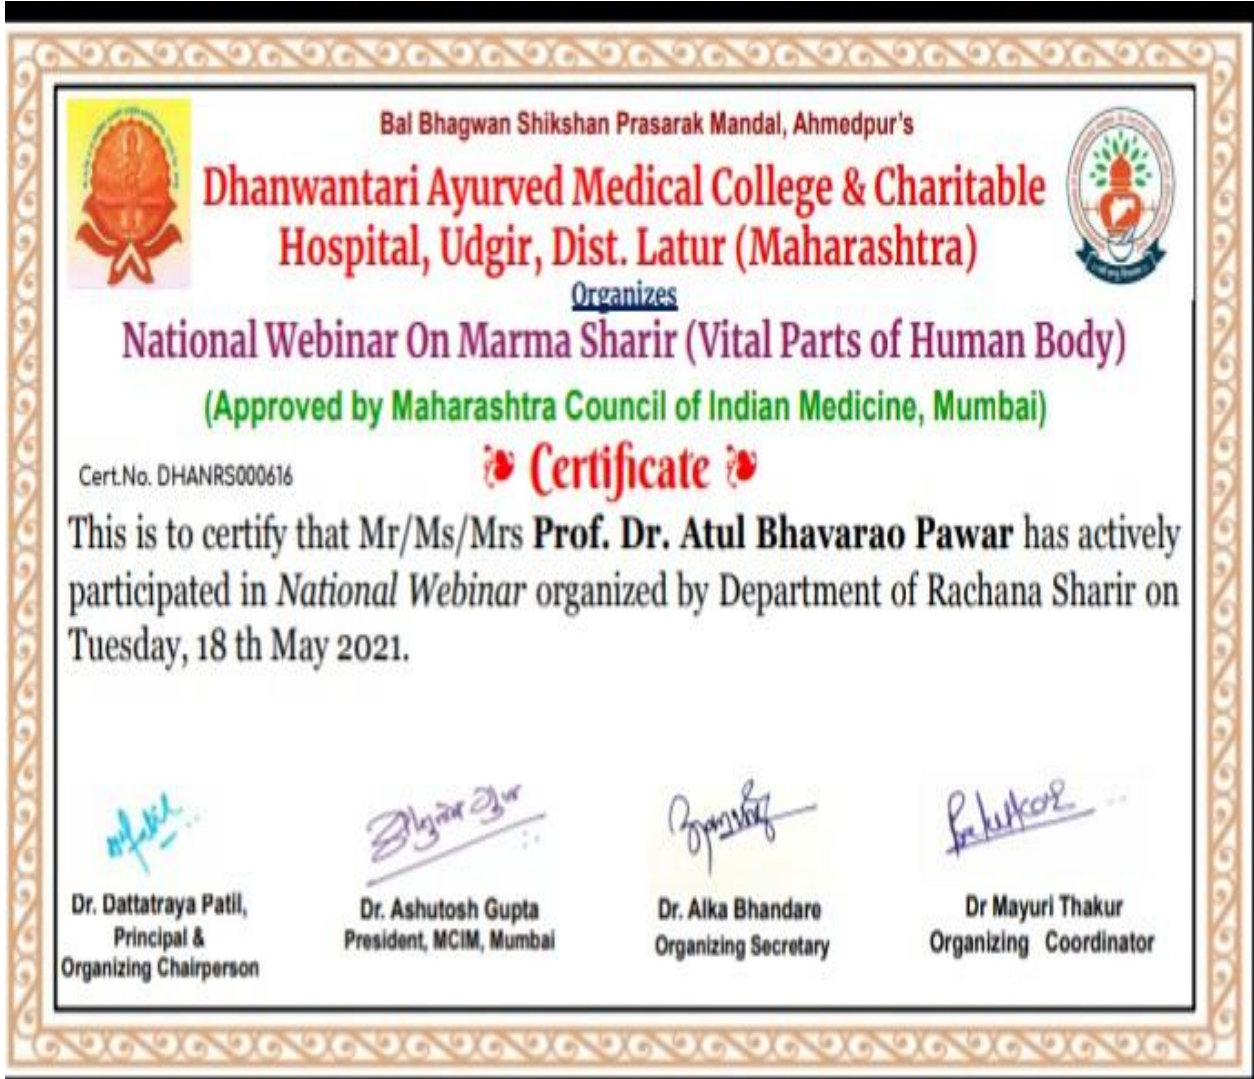 Bal Bhagwan Shikshan Prasarak Mandal, Ahmedpur's
Dhanwantari Ayurved Medical College & Charitable
Hospital, Udgir, Dist. Latur (Maharashtra)
Organizes
National Webinar On Marma Sharir (Vital Parts of Human Body)
(Approved by Maharashtra Council of Indian Medicine, Mumbai)
Certificate
Cert.No. DHANRS000616
This is to certify that Mr/Ms/Mrs Prof. Dr. Atul Bhavarao Pawar has actively
participated in National Webinar organized by Department of Rachana Sharir on
Tuesday, 18 th May 2021.
Dr. Dattatraya Patil,
Principal &
Organizing Chairperson
Dr. Ashutosh Gupta
President, MCIM, Mumbai
Dr. Alka Bhandare
Organizing Secretary
Dr Mayuri Thakur
Organizing Coordinator